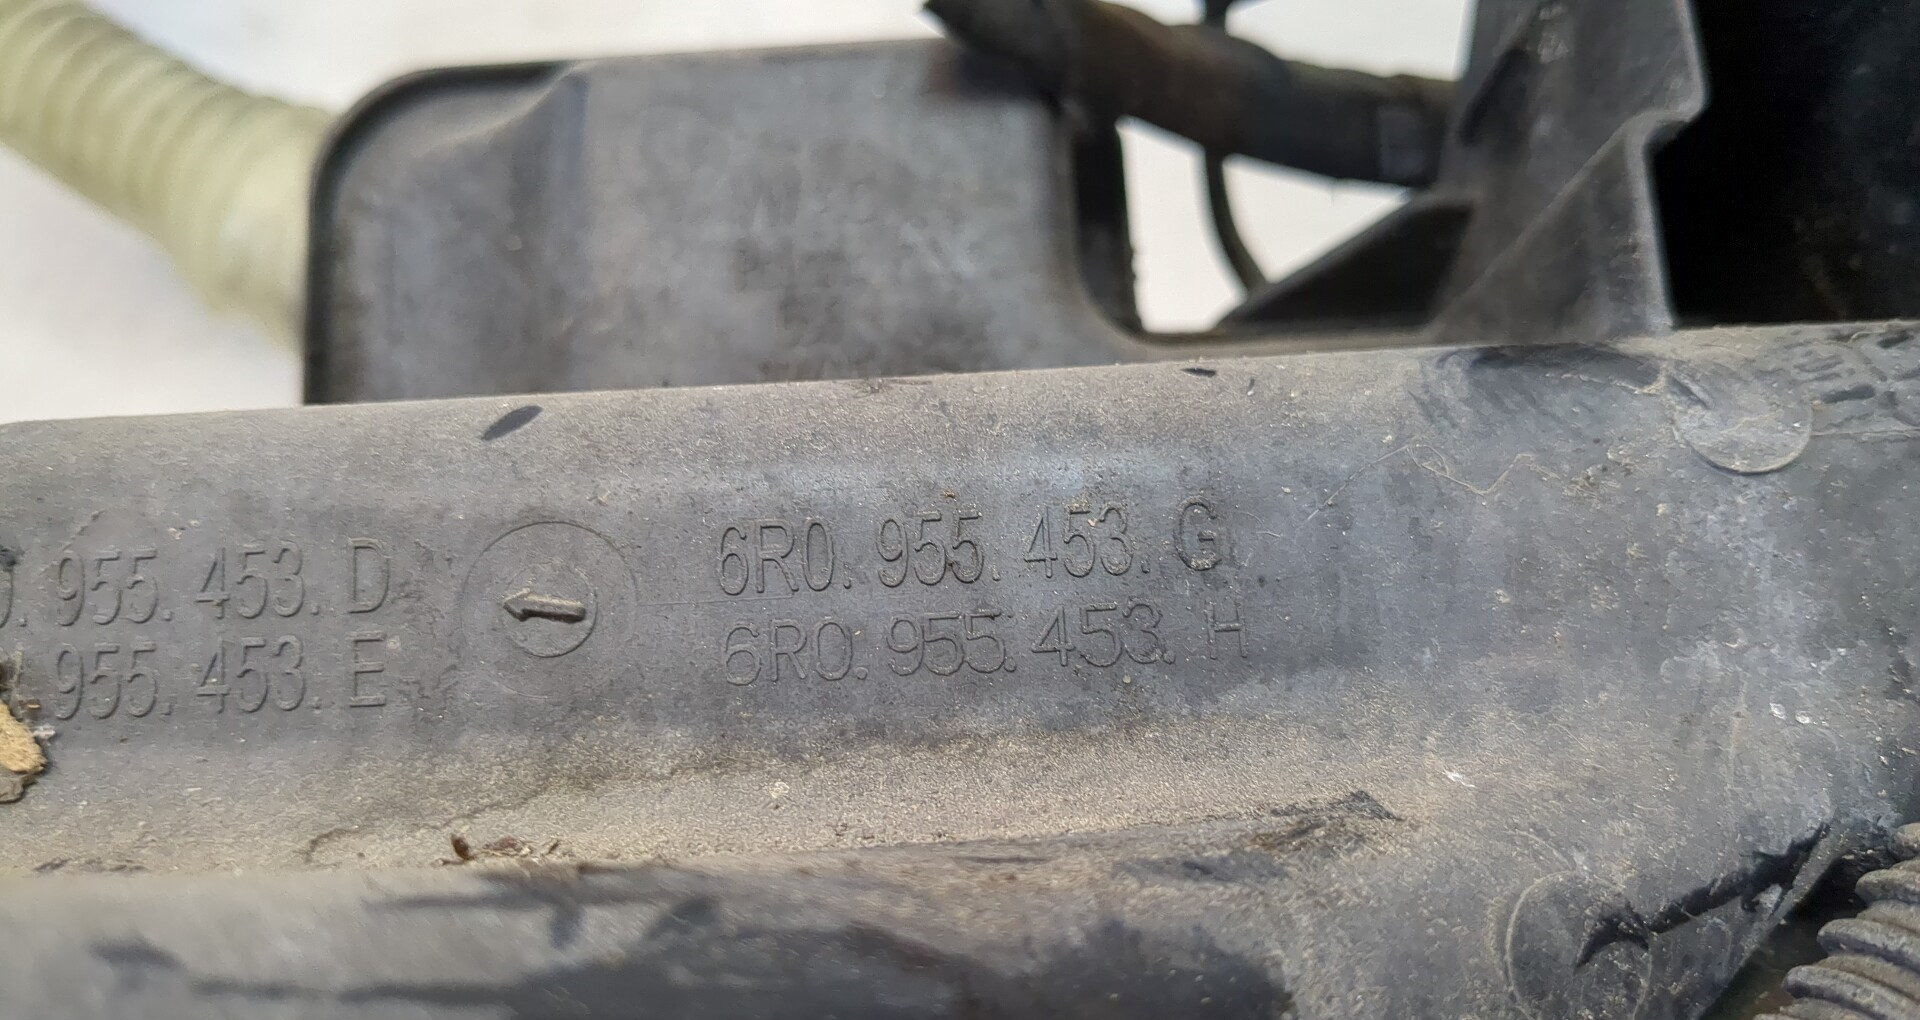 0. 955. 453. D
955. 453. E
6R0. 955. 453. G
6R0. 955. 453. H